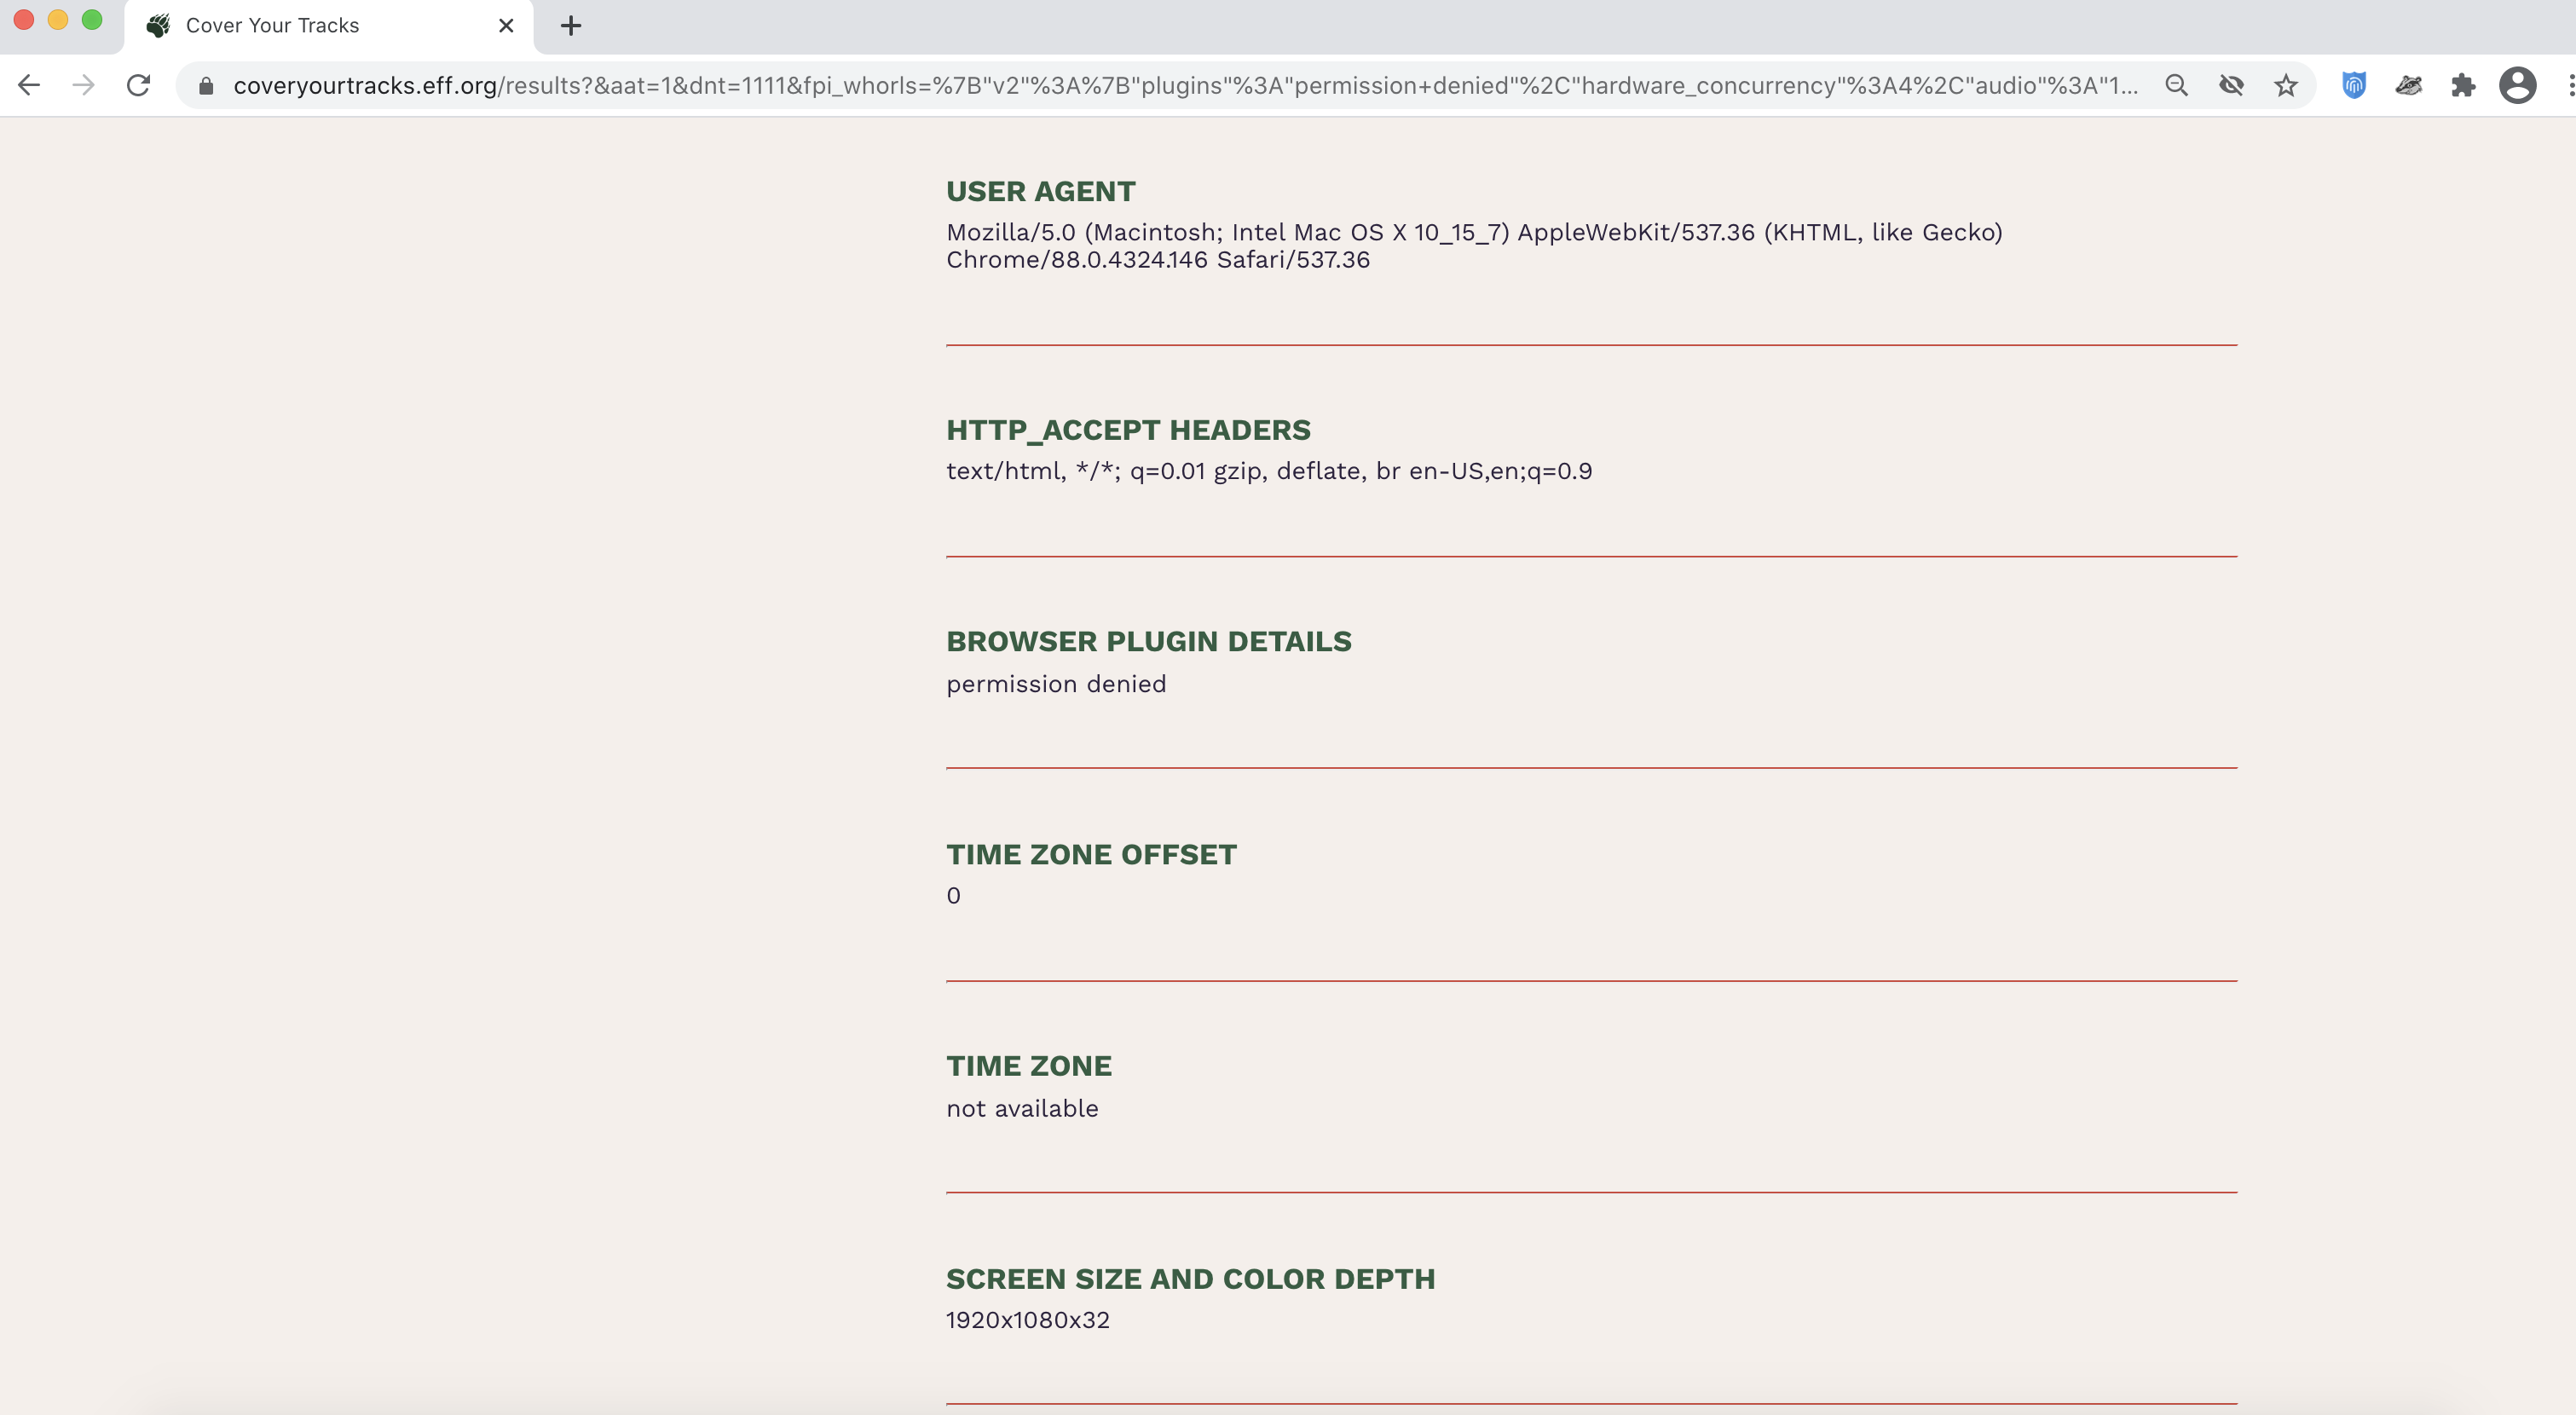 Cover Your Tracks
coveryourtracks.eff.org/results?&aat=1&dnt=1111&fpi_whorls=%7B"v2"%3A%7B"plugins"%3A"permission+denied"%2C"hardware_concurrency"%3A4%2C"audio"%3A"1...
USER AGENT
Mozilla/5.0 (Macintosh; Intel Mac OS X 10_15_7) AppleWebKit/537.36 (KHTML, like Gecko)
Chrome/88.0.4324.146 Safari/537.36
HTTP_ACCEPT HEADERS
text/html, */*; q=0.01 gzip, deflate, br en-US,en;q=0.9
BROWSER PLUGIN DETAILS
permission denied
TIME ZONE OFFSET
0
TIME ZONE
not available
SCREEN SIZE AND COLOR DEPTH
1920x1080x32